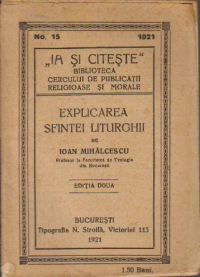 No. 15 1921
„IA ȘI CITEȘTE"
BIBLIOTECA
CERCULUI DE PUBLICAȚII
RELIGIOASE ȘI MORALE
EXPLICAREA
SFINTEI LITURGHII
DE
IOAN MIHĂLCESCU
Profesor la Facultatea de Teologie
din București
EDIȚIA DOUA
BUCUREȘTI
Tipografia N. Stroilă, Victoriei 113
1921
1.50 Bani.